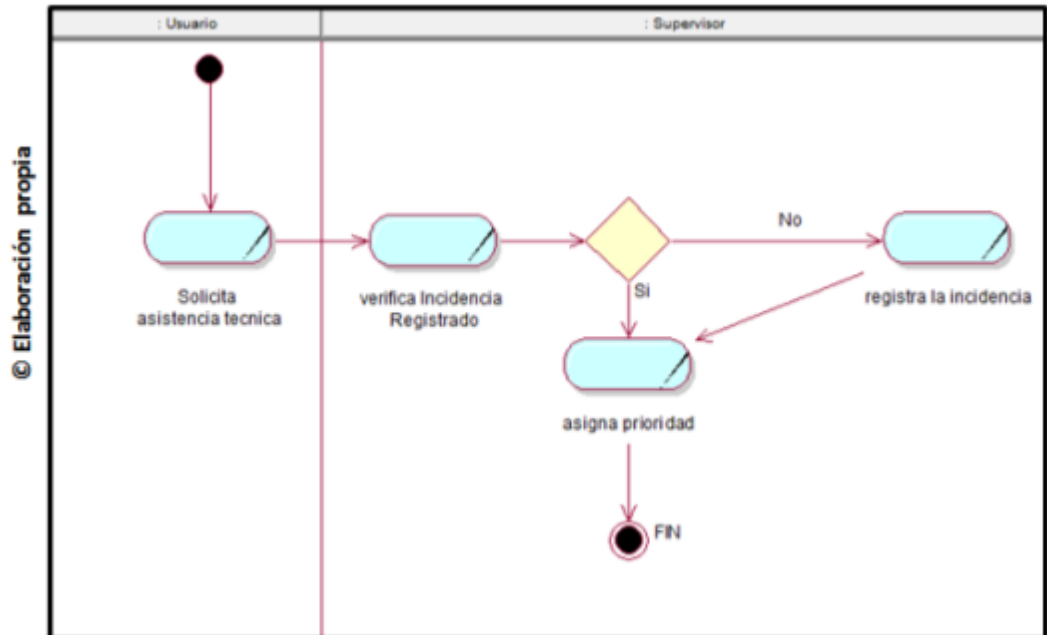 : Usuario
: Supervisor
© Elaboración propia
Solicita
asistencia tecnica
verifica Incidencia
Registrado
No
Si
registra la incidencia
asigna prioridad
FIN